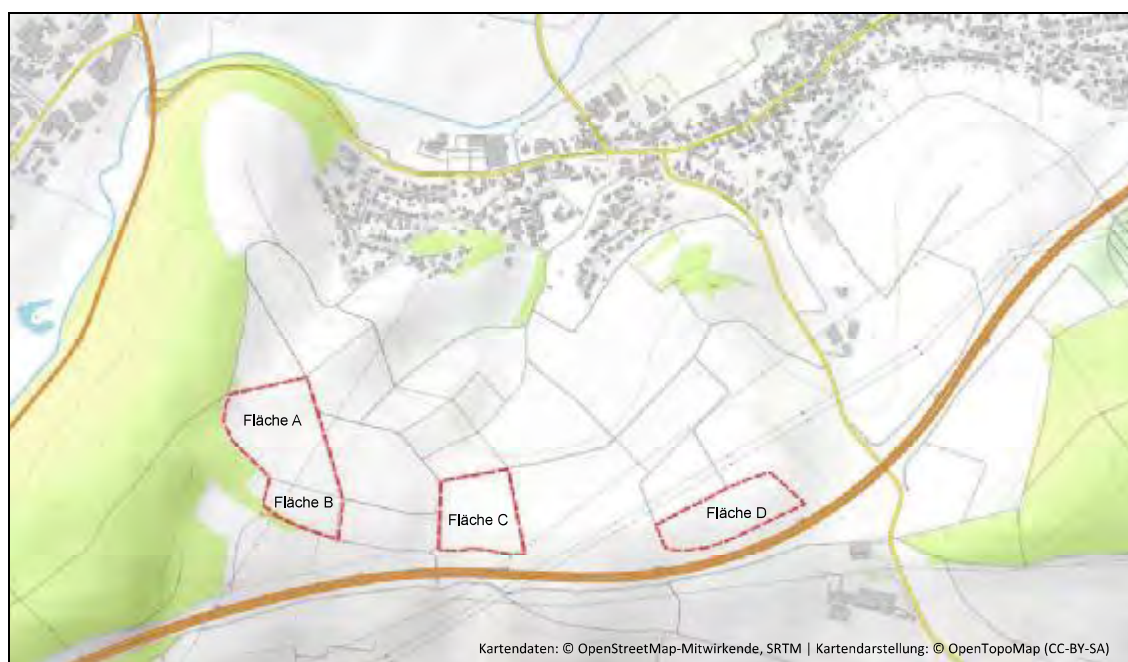 Fläche A
Fläche B
Fläche C
Fläche D
Kartendaten: © OpenStreetMap-Mitwirkende, SRTM | Kartendarstellung: © OpenTopoMap (CC-BY-SA)